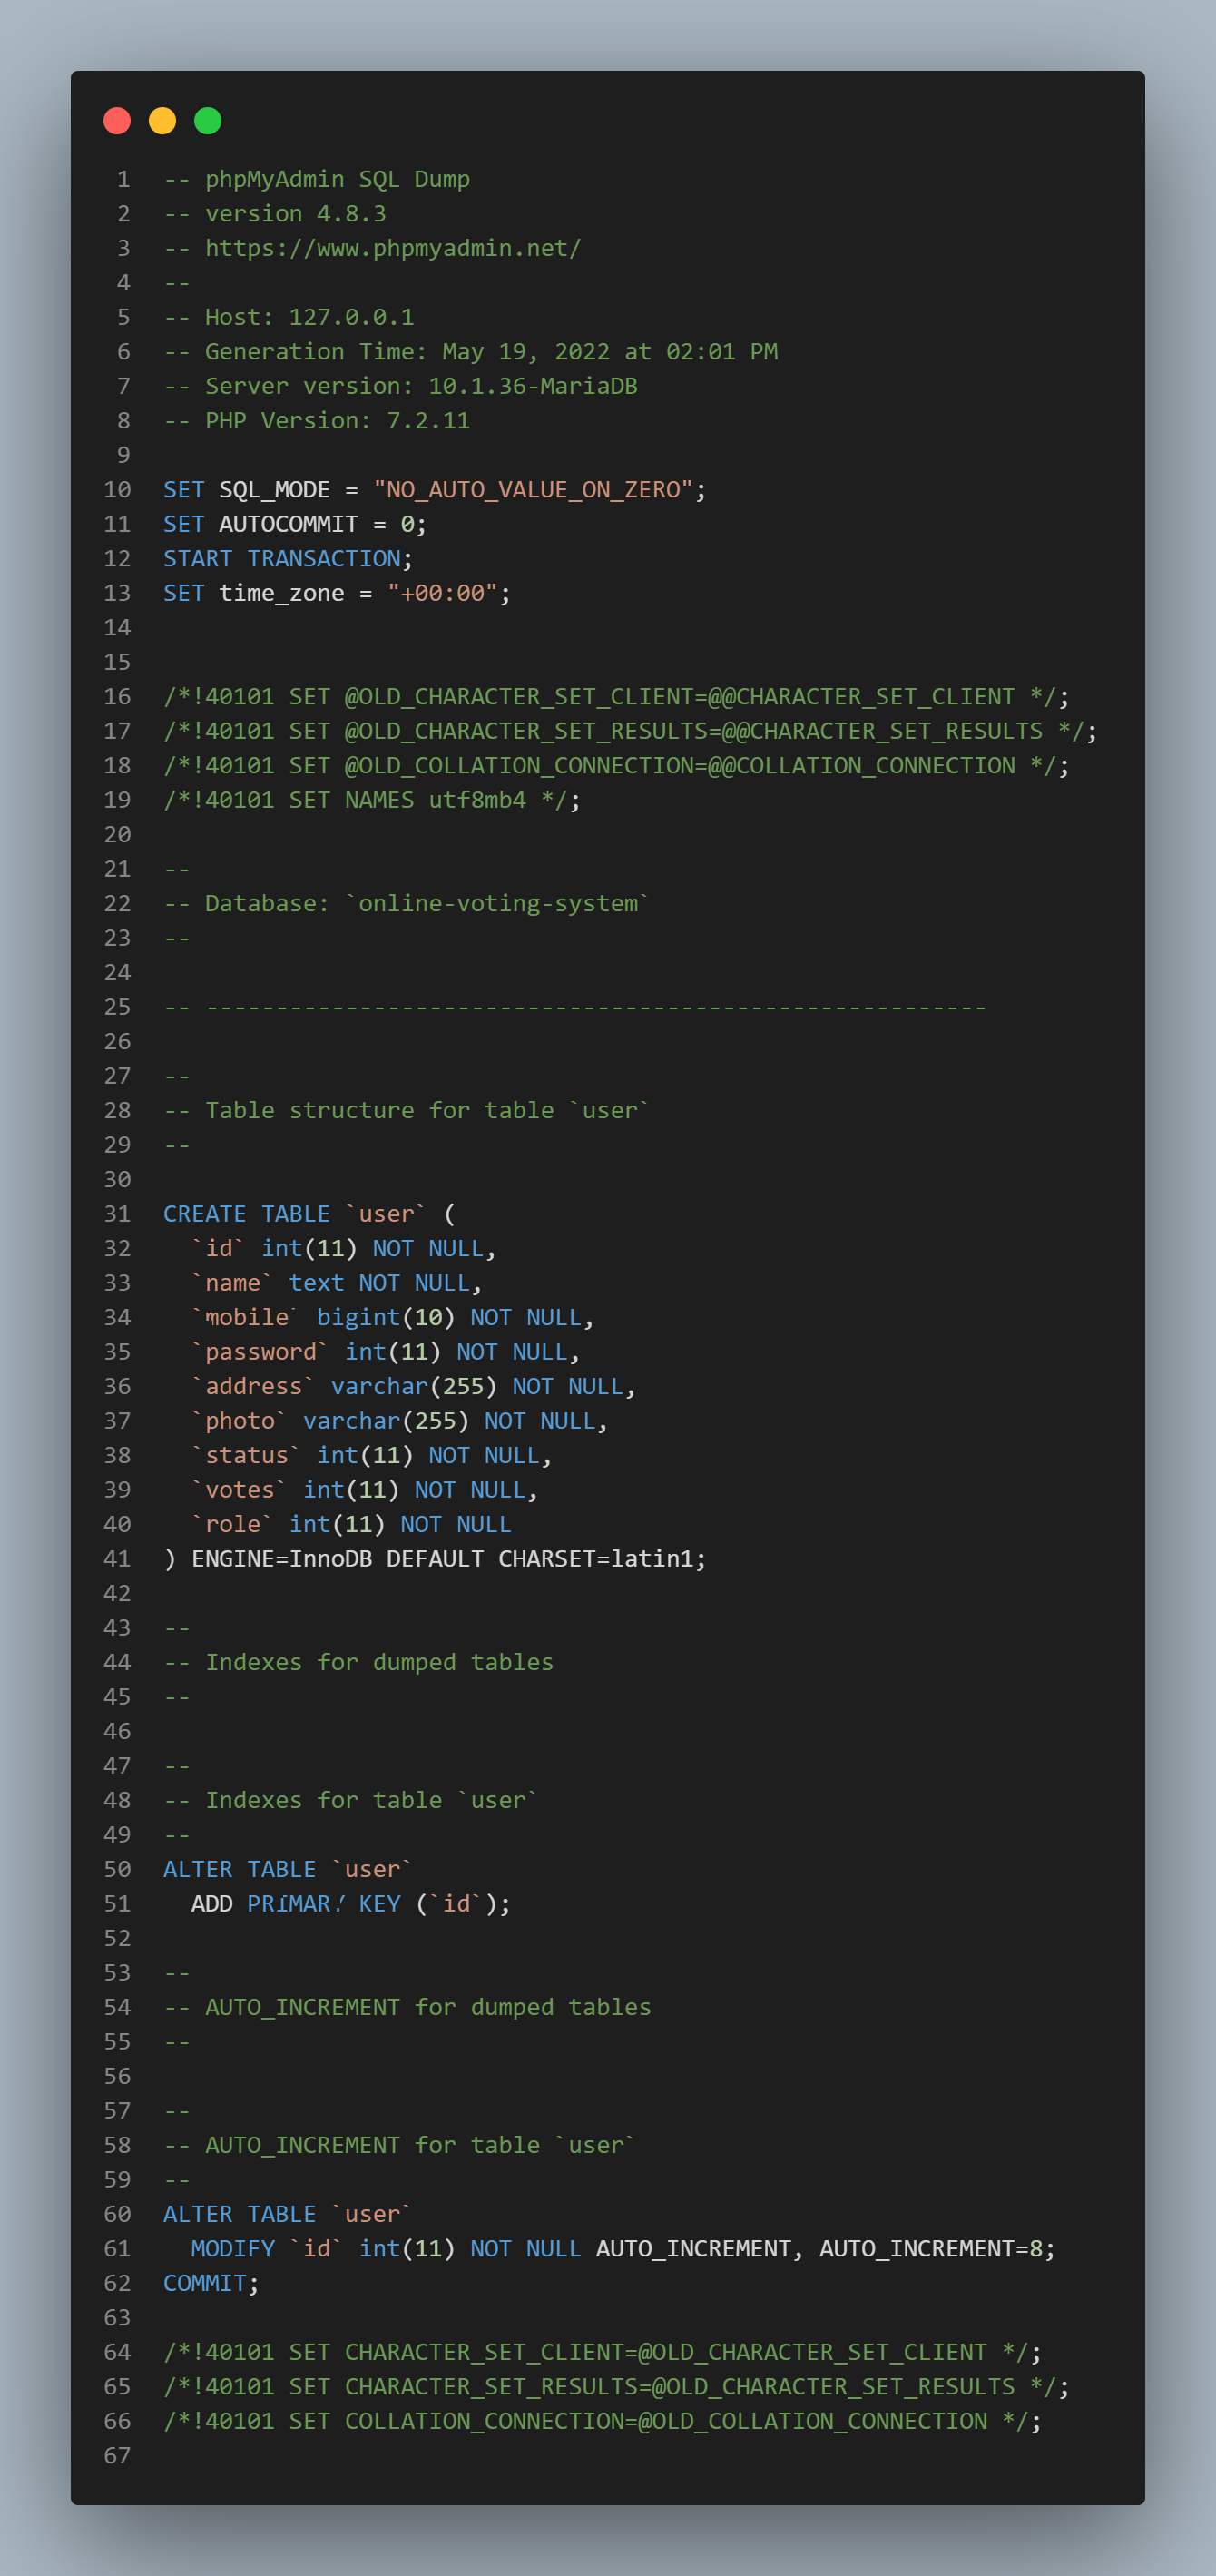 1 -- phpMyAdmin SQL Dump
2 -- version 4.8.3
3 -- https://www.phpmyadmin.net/
4 --
5 -- Host: 127.0.0.1
6 -- Generation Time: May 19, 2022 at 02:01 PM
7 -- Server version: 10.1.36-MariaDB
8 -- PHP Version: 7.2.11
9
10 SET SQL_MODE = "NO_AUTO_VALUE_ON_ZERO";
11 SET AUTOCOMMIT = 0;
12 START TRANSACTION;
13 SET time_zone = "+00:00";
14
15
16 /*!40101 SET @OLD_CHARACTER_SET_CLIENT=@@CHARACTER_SET_CLIENT */;
17 /*!40101 SET @OLD_CHARACTER_SET_RESULTS=@@CHARACTER_SET_RESULTS */;
18 /*!40101 SET @OLD_COLLATION_CONNECTION=@@COLLATION_CONNECTION */;
19 /*!40101 SET NAMES utf8mb4 */;
20
21 --
22 -- Database: `online-voting-system`
23 --
24
25 -- --------------------------------------------------------
26
27 --
28 -- Table structure for table `user`
29 --
30
31 CREATE TABLE `user` (
32   `id` int(11) NOT NULL,
33   `name` text NOT NULL,
34   `mobile` bigint(10) NOT NULL,
35   `password` int(11) NOT NULL,
36   `address` varchar(255) NOT NULL,
37   `photo` varchar(255) NOT NULL,
38   `status` int(11) NOT NULL,
39   `votes` int(11) NOT NULL,
40   `role` int(11) NOT NULL
41 ) ENGINE=InnoDB DEFAULT CHARSET=latin1;
42
43 --
44 -- Indexes for dumped tables
45 --
46
47 --
48 -- Indexes for table `user`
49 --
50 ALTER TABLE `user`
51   ADD PRIMARY KEY (`id`);
52
53 --
54 -- AUTO_INCREMENT for dumped tables
55 --
56
57 --
58 -- AUTO_INCREMENT for table `user`
59 --
60 ALTER TABLE `user`
61   MODIFY `id` int(11) NOT NULL AUTO_INCREMENT, AUTO_INCREMENT=8;
62 COMMIT;
63
64 /*!40101 SET CHARACTER_SET_CLIENT=@OLD_CHARACTER_SET_CLIENT */;
65 /*!40101 SET CHARACTER_SET_RESULTS=@OLD_CHARACTER_SET_RESULTS */;
66 /*!40101 SET COLLATION_CONNECTION=@OLD_COLLATION_CONNECTION */;
67